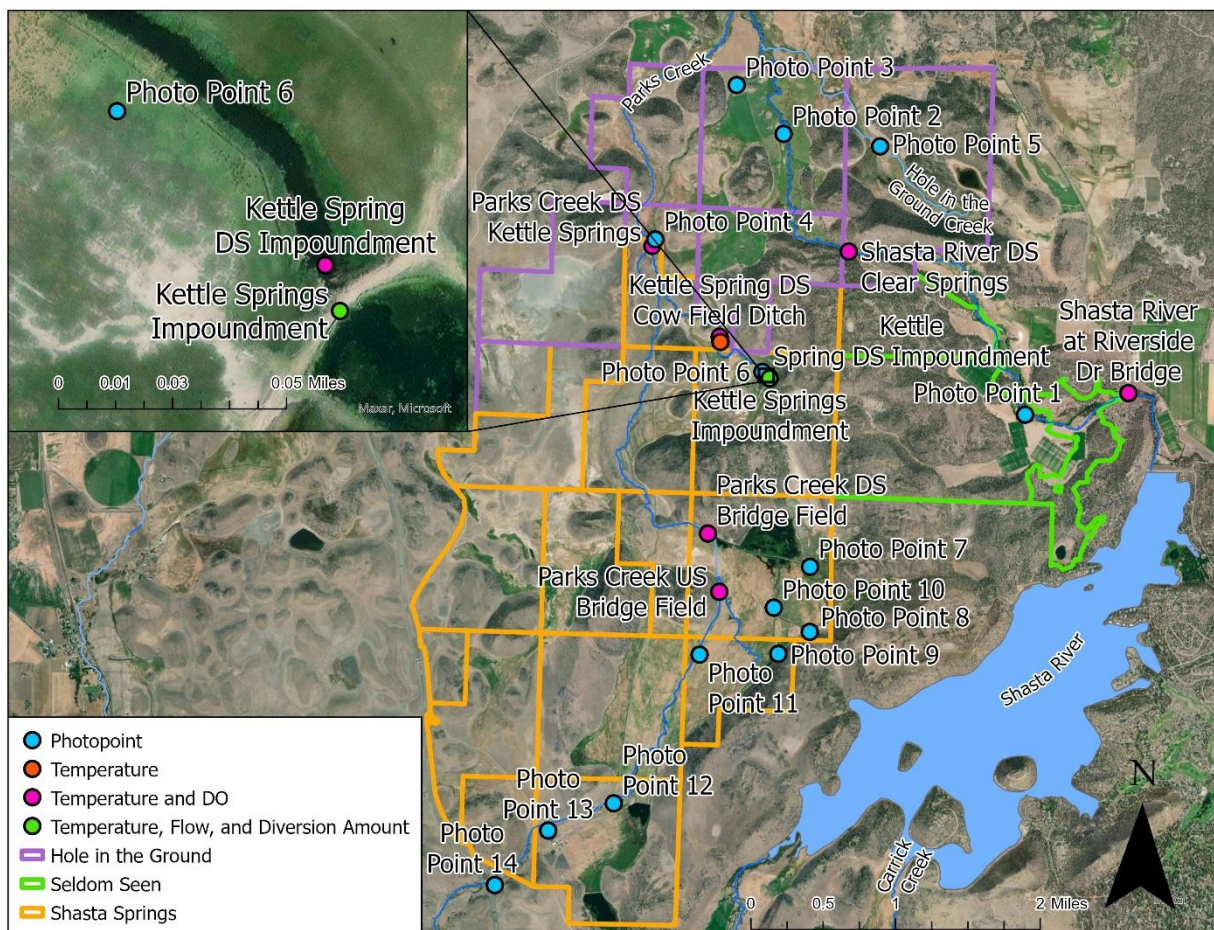 Photo Point 6
Kettle Spring
DS Impoundment
Kettle Springs
Impoundment
0 0.01 0.03 0.05 Miles
Maxar, Microsoft
Parks Creek
Photo Point 3
Photo Point 2
Photo Point 5
Hole in the
Ground Creek
Parks Creek DS
Kettle Springs
Photo Point 4
Shasta River DS
Clear Springs
Kettle Spring DS
Cow Field Ditch
Kettle
Spring DS Impoundment
Shasta River
at Riverside
Dr Bridge
Photo Point 6
Kettle Springs
Impoundment
Photo Point 1
Parks Creek DS
Bridge Field
Photo Point 7
Parks Creek US
Bridge Field
Photo Point 10
Photo Point 8
Photo Point 9
Photo
Point 11
Shasta River
Photo
Point 12
Photo
Point 13
Photo
Point 14
Carrick
Creek
N
0 0.5 1 2 Miles
Photopoint
Temperature
Temperature and DO
Temperature, Flow, and Diversion Amount
Hole in the Ground
Seldom Seen
Shasta Springs